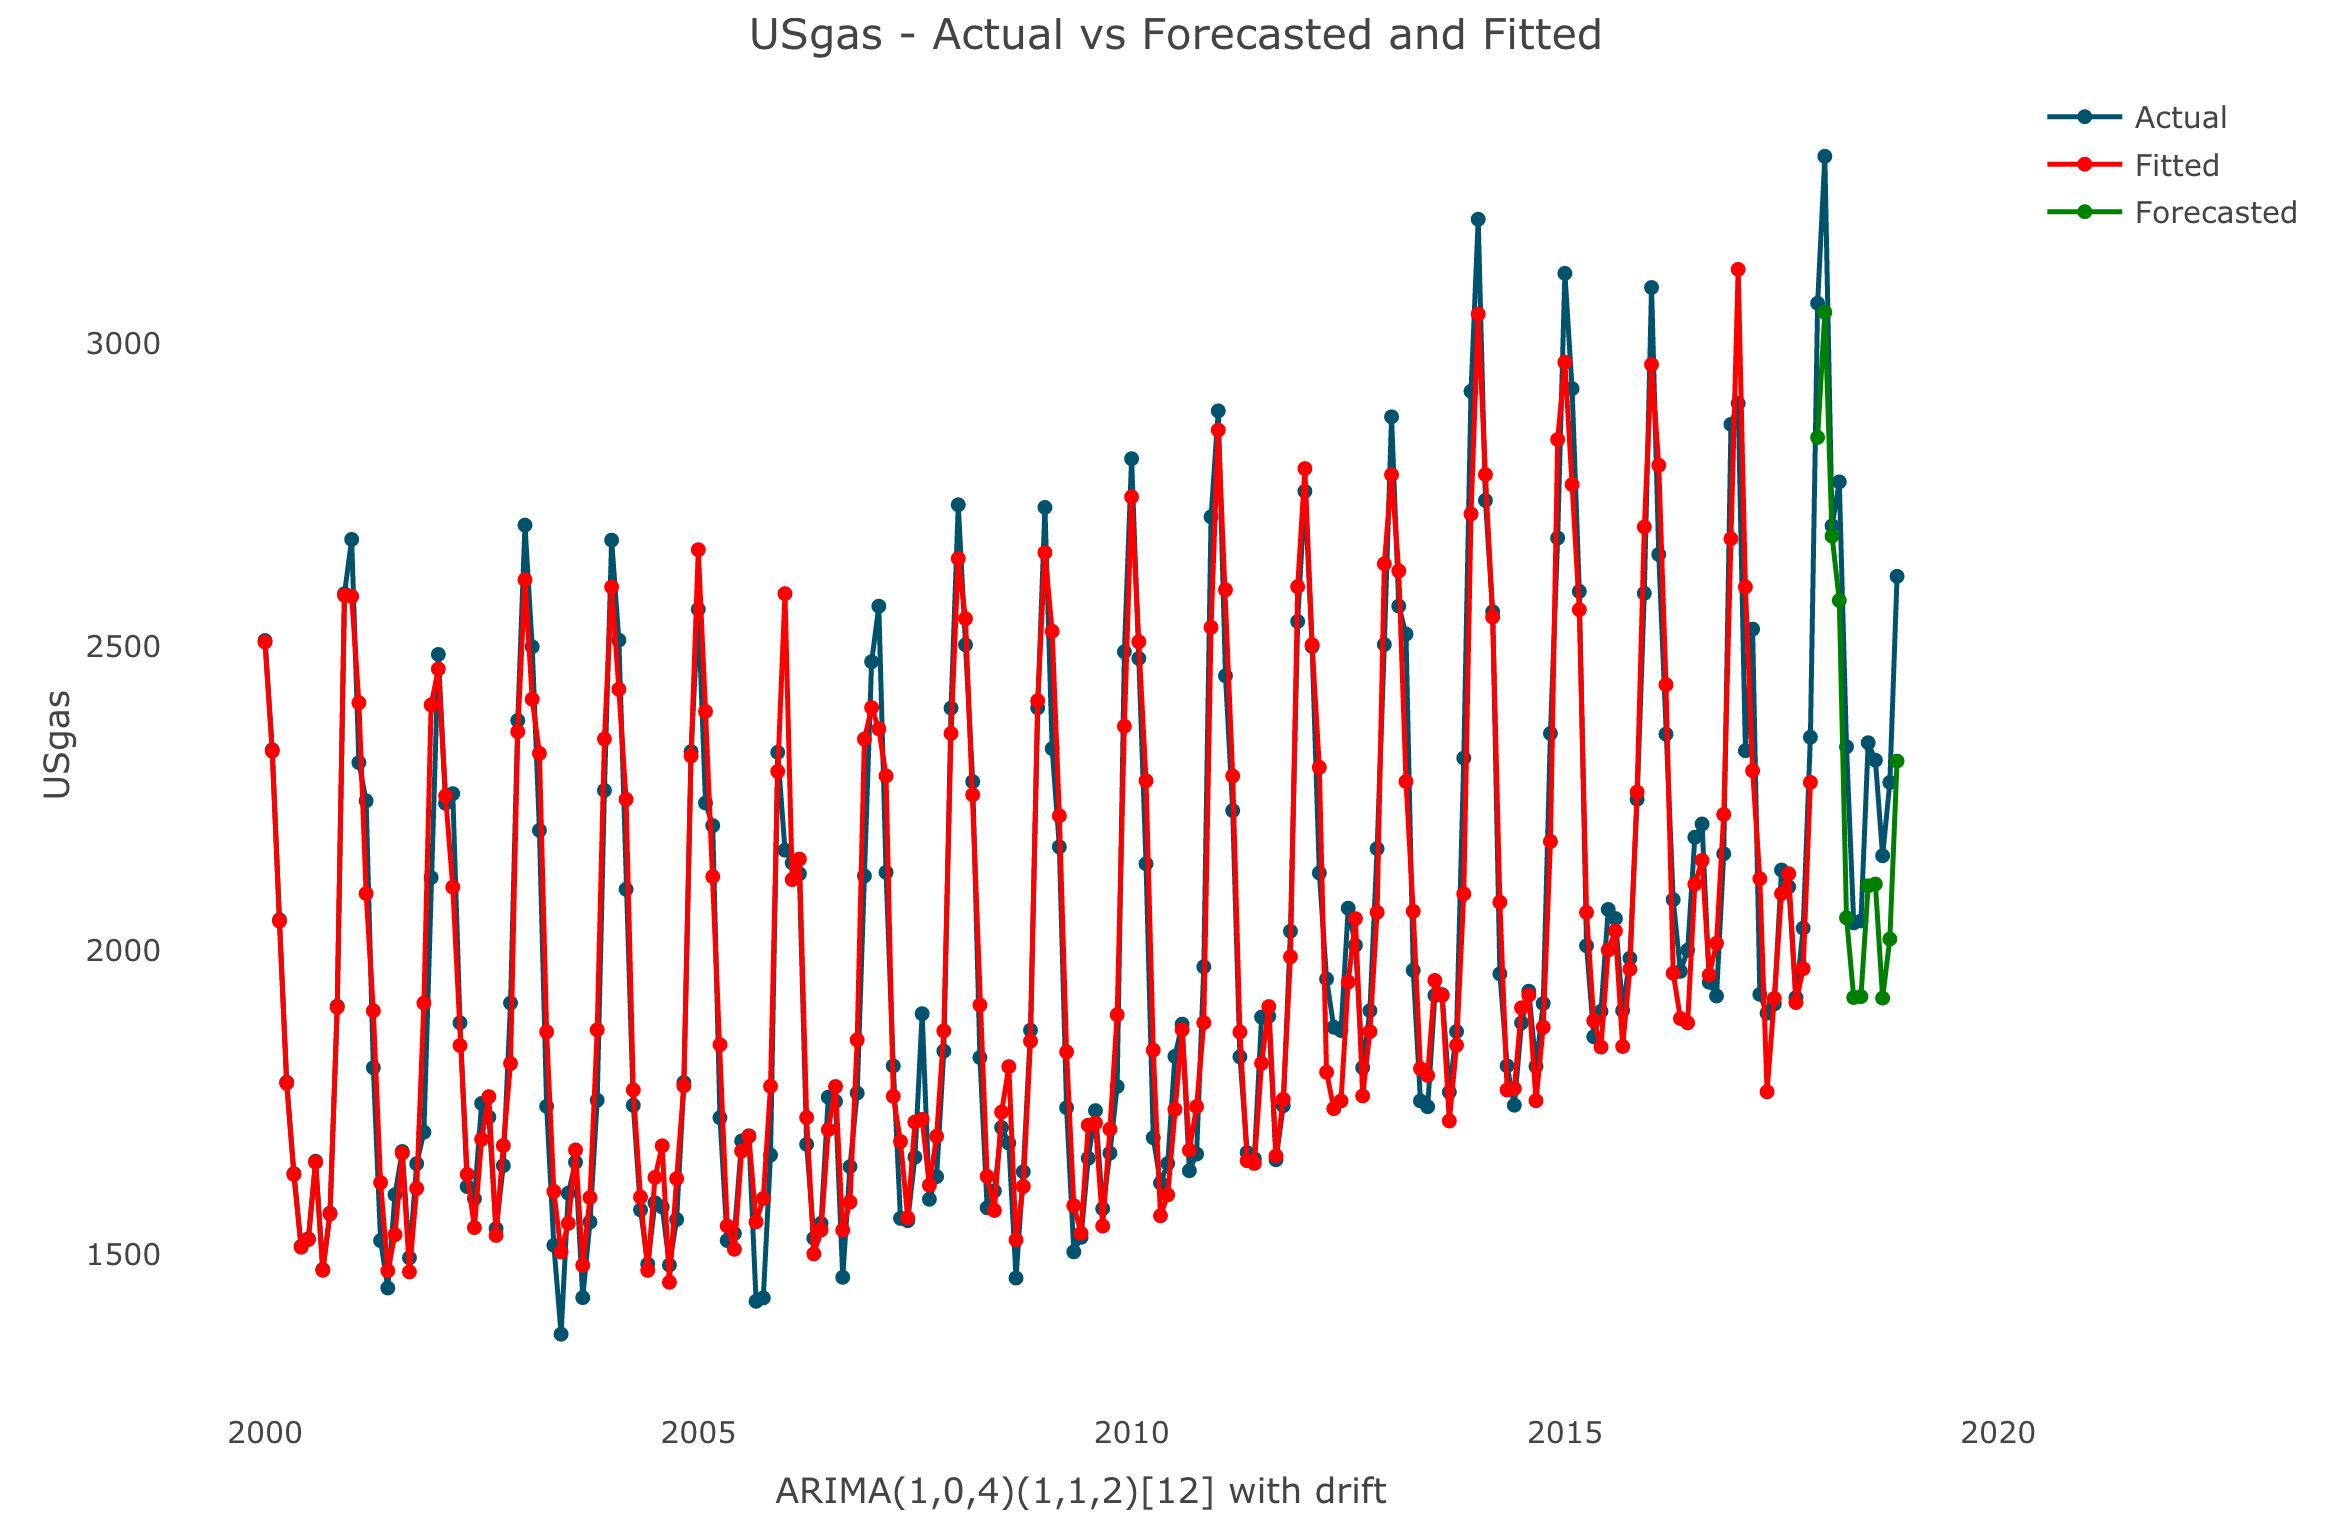 USgas - Actual vs Forecasted and Fitted
Actual
Fitted
Forecasted
3000
2500
2000
1500
USgas
2000 2005 2010 2015 2020
ARIMA(1,0,4)(1,1,2)[12] with drift